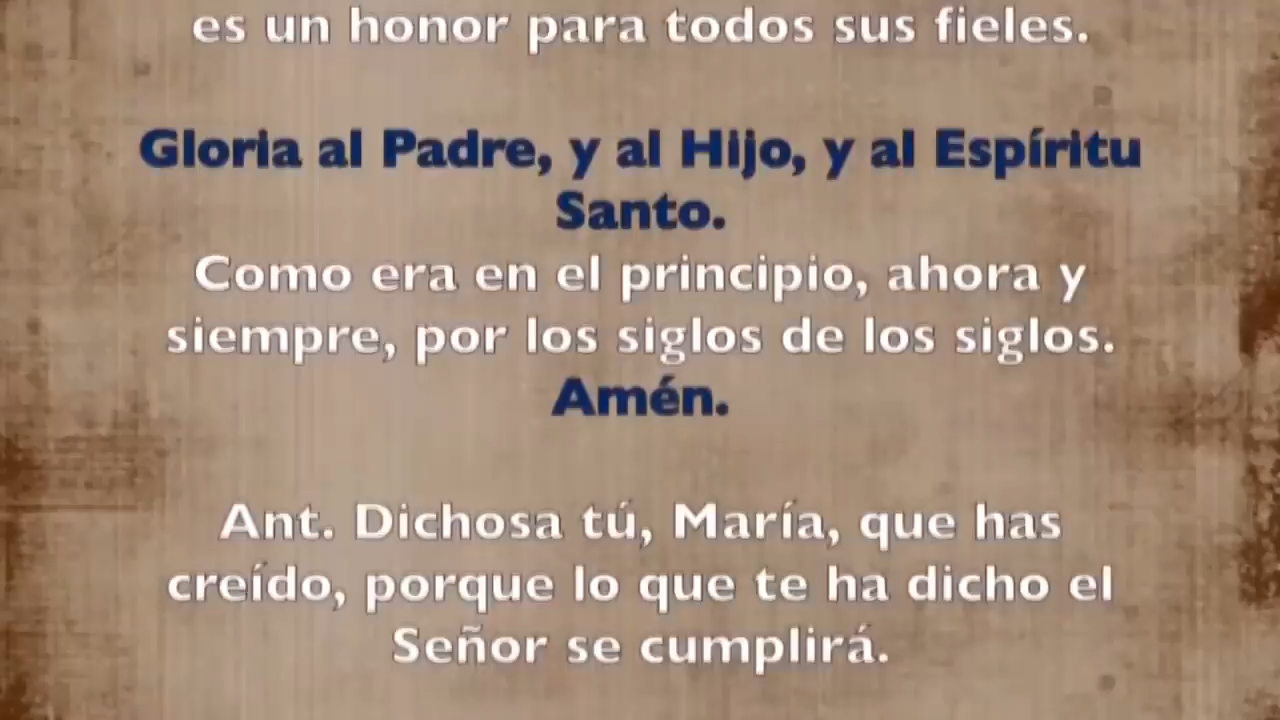 es un honor para todos sus fieles.
Gloria al Padre, y al Hijo, y al Espíritu
Santo.
Como era en el principio, ahora y
siempre, por los siglos de los siglos.
Amén.
Ant. Dichosa tú, María, que has
creído, porque lo que te ha dicho el
Señor se cumplirá.